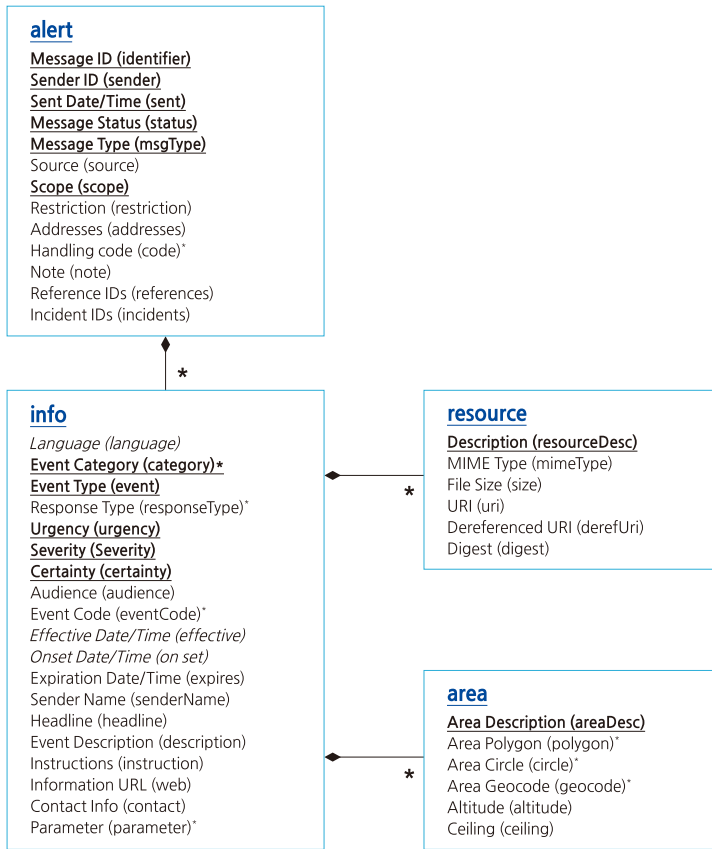 alert
Message ID (identifier)
Sender ID (sender)
Sent Date/Time (sent)
Message Status (status)
Message Type (msgType)
Source (source)
Scope (scope)
Restriction (restriction)
Addresses (addresses)
Handling code (code)*
Note (note)
Reference IDs (references)
Incident IDs (incidents)
*
info
Language (language)
Event Category (category)*
Event Type (event)
Response Type (responseType)*
Urgency (urgency)
Severity (Severity)
Certainty (certainty)
Audience (audience)
Event Code (eventCode)*
Effective Date/Time (effective)
Onset Date/Time (on set)
Expiration Date/Time (expires)
Sender Name (senderName)
Headline (headline)
Event Description (description)
Instructions (instruction)
Information URL (web)
Contact Info (contact)
Parameter (parameter)*
*
resource
Description (resourceDesc)
MIME Type (mimeType)
File Size (size)
URI (uri)
Dereferenced URI (derefUri)
Digest (digest)
*
area
Area Description (areaDesc)
Area Polygon (polygon)*
Area Circle (circle)*
Area Geocode (geocode)*
Altitude (altitude)
Ceiling (ceiling)